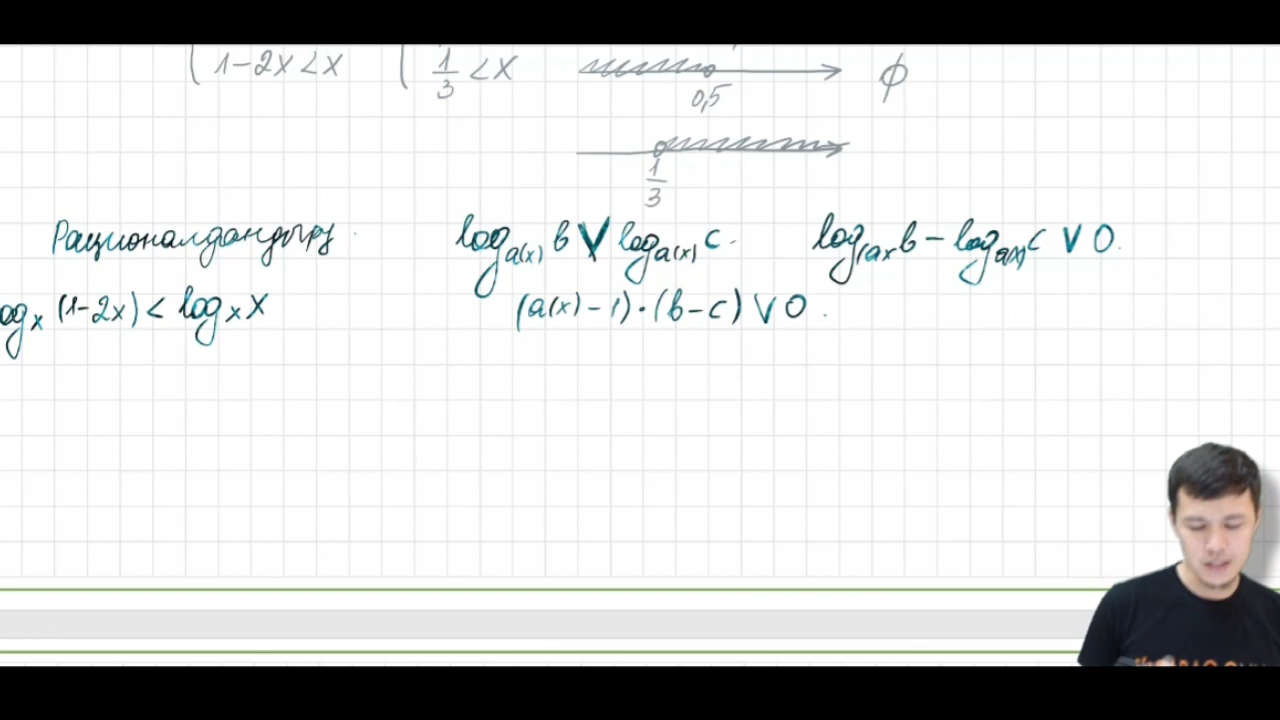 1-2x<x 1/3 <x 0,5 ϕ
1/3
Рационалдандыру log_{a(x)} b V log_{a(x)} c. log_{(ax} b - log_{a(x)} c V 0.
log_x (1-2x) < log_x x (a(x)-1)·(b-c) V 0.